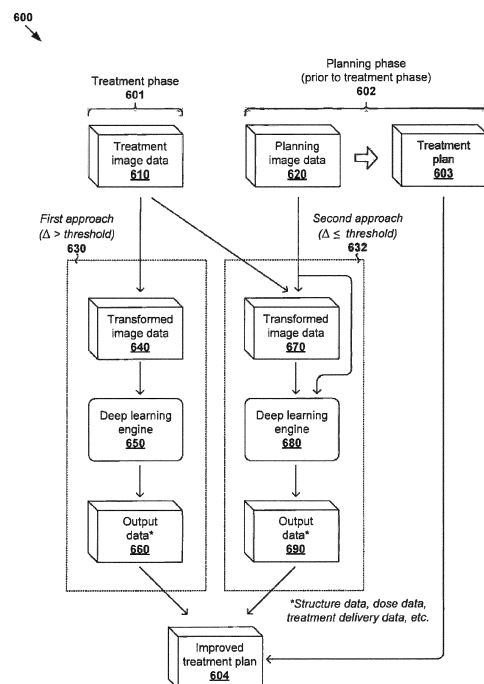 600
Treatment phase
601
Planning phase
(prior to treatment phase)
602
Treatment
image data
610
Planning
image data
620
Treatment
plan
603
First approach
(Δ > threshold)
630
Second approach
(Δ ≤ threshold)
632
Transformed
image data
640
Transformed
image data
670
Deep learning
engine
650
Deep learning
engine
680
Output
data*
660
Output
data*
690
*Structure data, dose data,
treatment delivery data, etc.
Improved
treatment plan
604